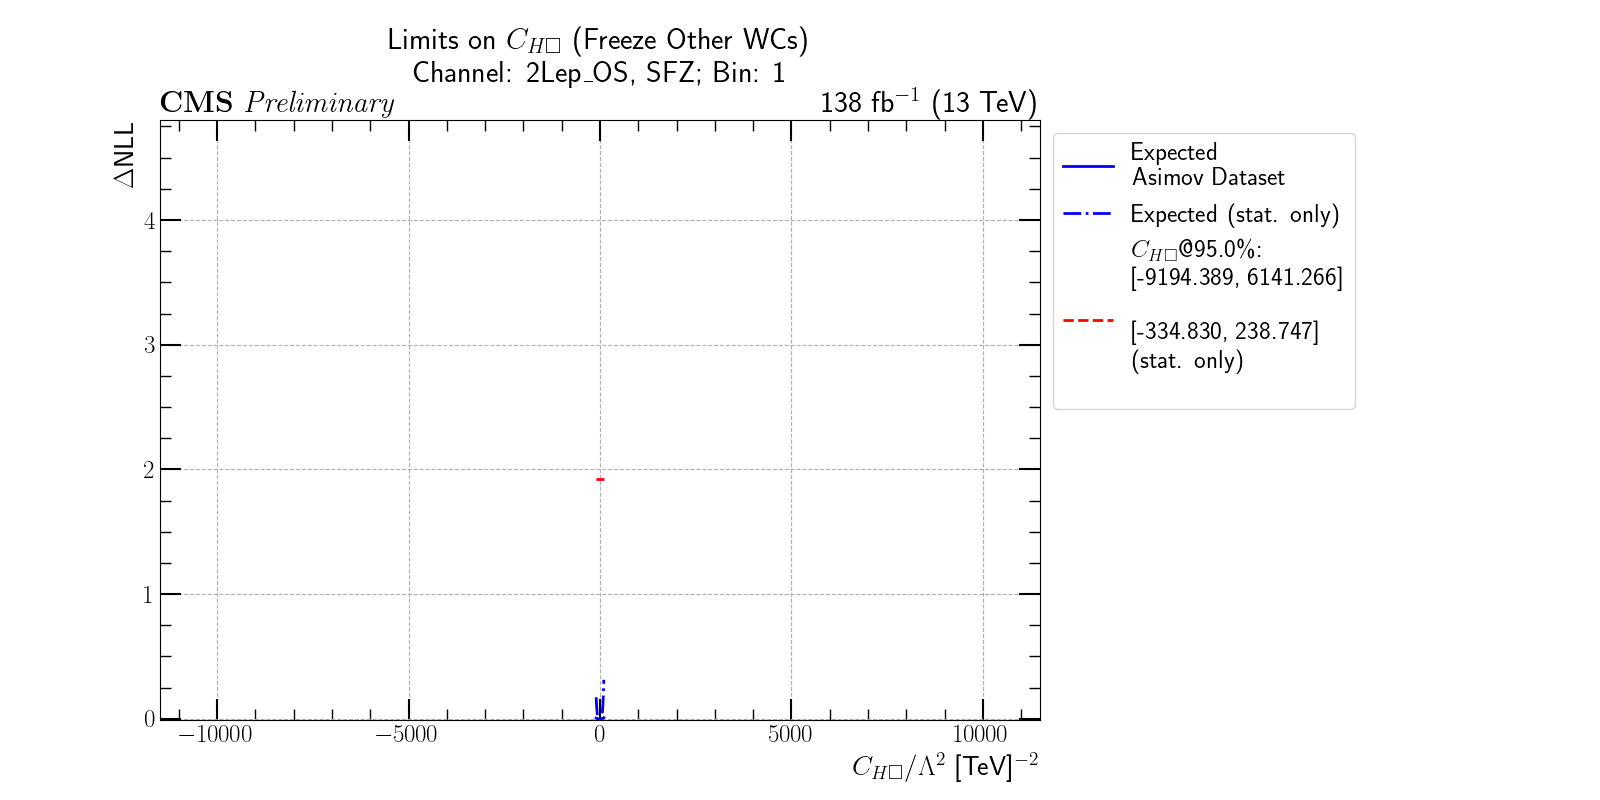 Limits on C_{H□} (Freeze Other WCs)
Channel: 2Lep_OS, SFZ; Bin: 1
CMS Preliminary
138 fb⁻¹ (13 TeV)
ΔNLL
4
3
2
1
0
−10000
−5000
0
5000
10000
C_{H□}/Λ² [TeV]⁻²
Expected
Asimov Dataset
Expected (stat. only)
C_{H□}@95.0%:
[-9194.389, 6141.266]
[-334.830, 238.747]
(stat. only)